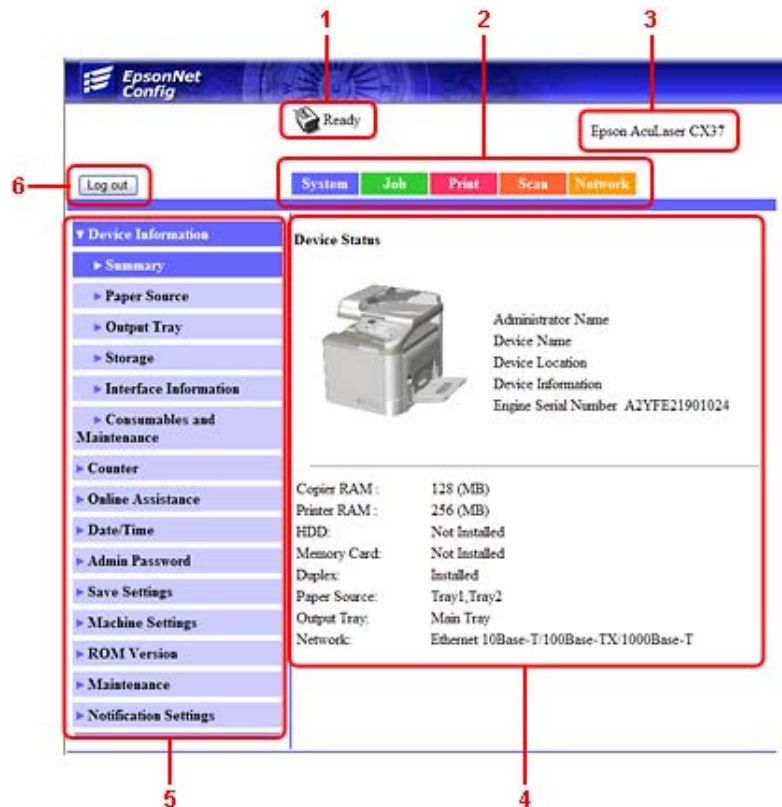 1
2
3
EpsonNet
Config
Ready
Epson AcuLaser CX37
6
Log out
System
Job
Print
Scan
Network
Device Information
Summary
Paper Source
Output Tray
Storage
Interface Information
Consumables and
Maintenance
Counter
Online Assistance
Date/Time
Admin Password
Save Settings
Machine Settings
ROM Version
Maintenance
Notification Settings
Device Status
Administrator Name
Device Name
Device Location
Device Information
Engine Serial Number A2YFE21901024
Copier RAM : 128 (MB)
Printer RAM : 256 (MB)
HDD: Not Installed
Memory Card: Not Installed
Duplex: Installed
Paper Source: Tray1,Tray2
Output Tray: Main Tray
Network: Ethernet 10Base-T/100Base-TX/1000Base-T
5
4